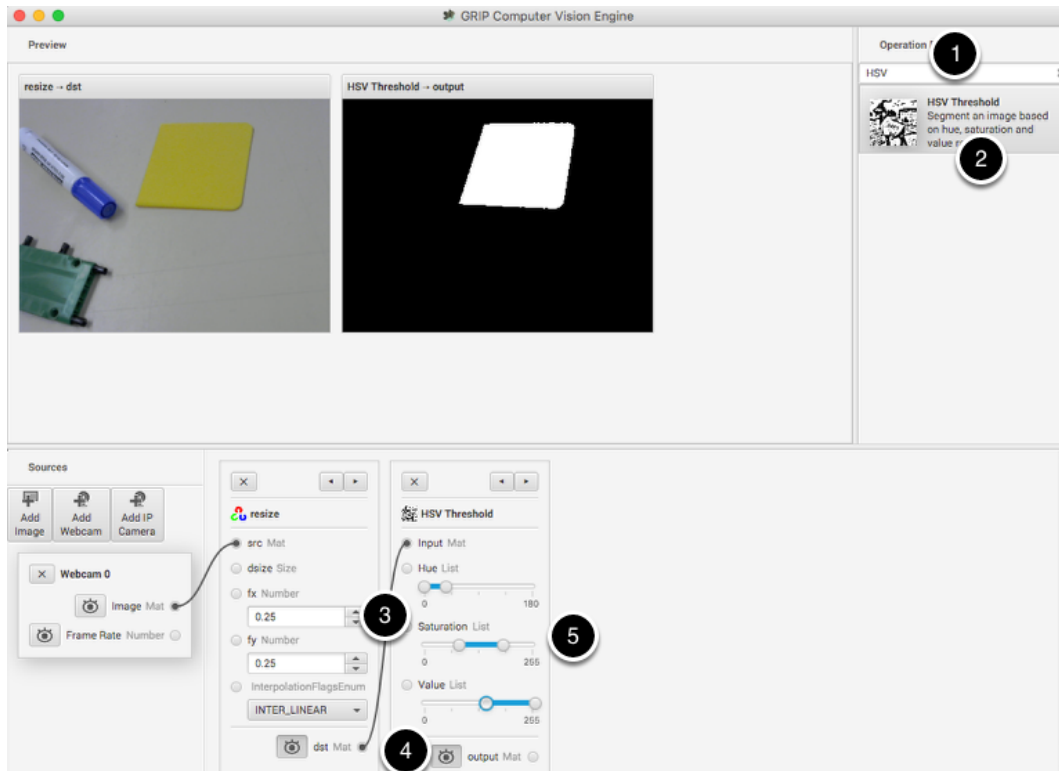 GRIP Computer Vision Engine
Preview
Operation
1
HSV
resize → dst
HSV Threshold → output
HSV Threshold
Segment an image based
on hue, saturation and
value
2
Sources
Add
Image
Add
Webcam
Add IP
Camera
Webcam 0
Image Mat
Frame Rate Number
resize
src Mat
dsize Size
fx Number
0.25
3
fy Number
0.25
InterpolationFlagsEnum
INTER_LINEAR
dst Mat
4
HSV Threshold
Input Mat
Hue List
0 180
Saturation List
5
0 255
Value List
0 255
output Mat